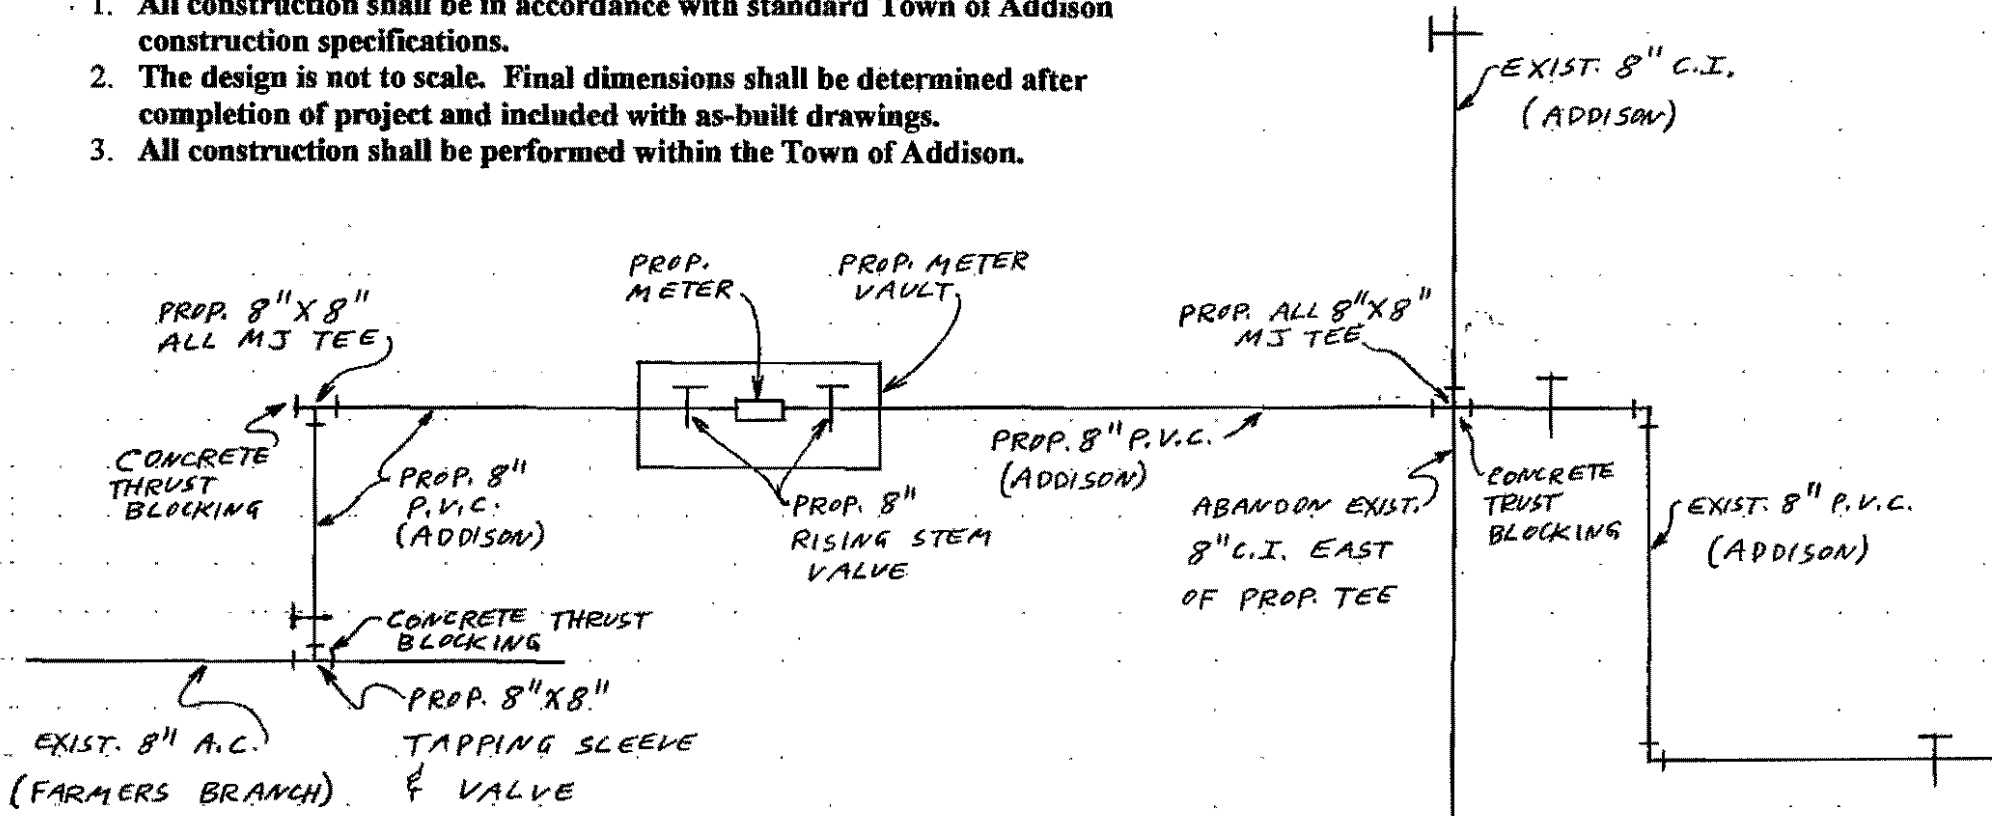 1. All construction shall be in accordance with standard Town of Addison
construction specifications.
2. The design is not to scale. Final dimensions shall be determined after
completion of project and included with as-built drawings.
3. All construction shall be performed within the Town of Addison.
EXIST. 8" C.I.
(ADDISON)
PROP.
METER
PROP. METER
VAULT
PROP. 8" X 8"
ALL MJ TEE
PROP. ALL 8"X8"
MJ TEE
CONCRETE
THRUST
BLOCKING
PROP. 8"
P.V.C.
(ADDISON)
PROP. 8"
RISING STEM
VALVE
PROP. 8" P.V.C.
(ADDISON)
ABANDON EXIST.
8" C.I. EAST
OF PROP. TEE
CONCRETE
TRUST
BLOCKING
EXIST. 8" P.V.C.
(ADDISON)
CONCRETE THRUST
BLOCKING
PROP. 8"X8"
TAPPING SLEEVE
& VALVE
EXIST. 8" A.C.
(FARMERS BRANCH)